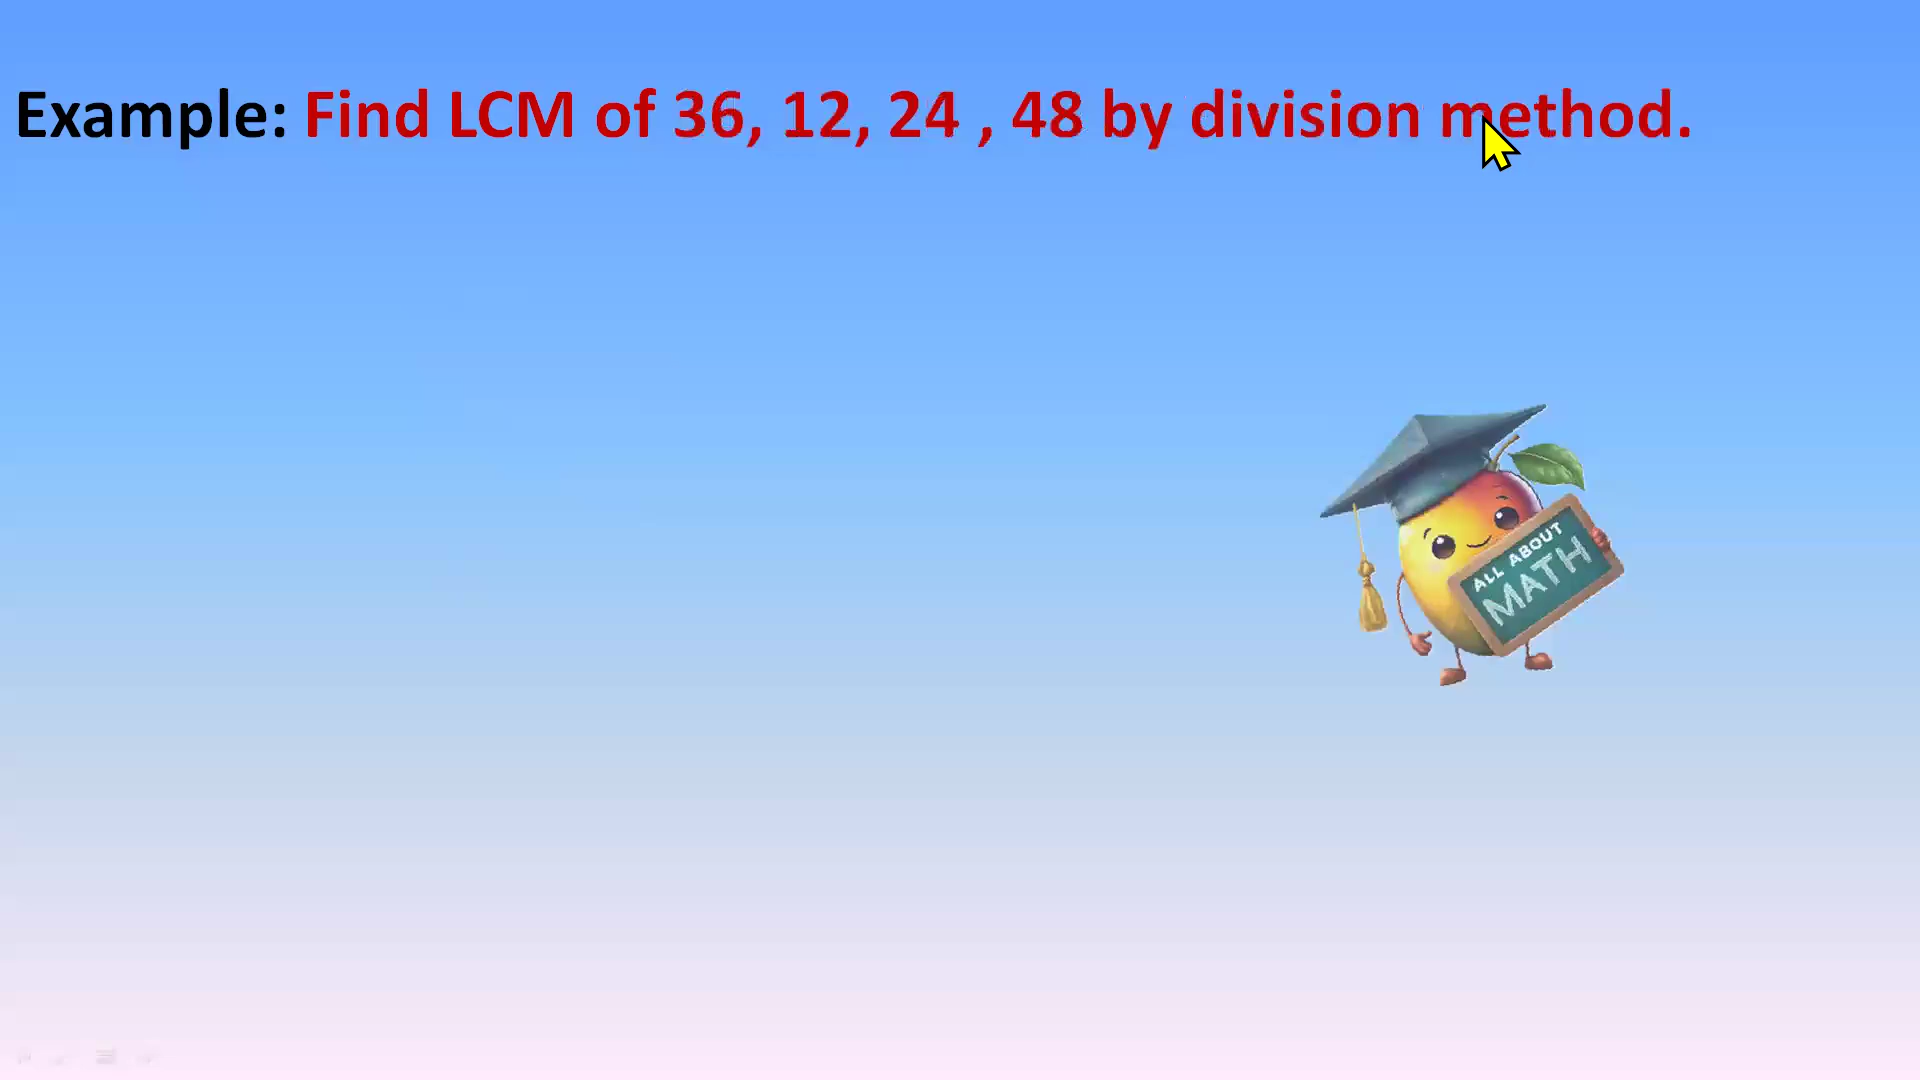 Example: Find LCM of 36, 12, 24 , 48 by division method.
ALL ABOUT
MATH